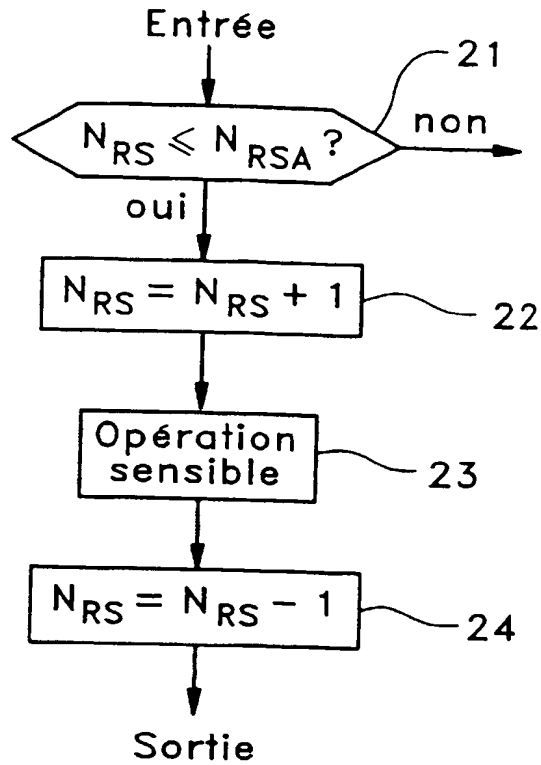 Entrée
21
N_RS ⩽ N_RSA ?
non
oui
N_RS = N_RS + 1
22
Opération
sensible
23
N_RS = N_RS - 1
24
Sortie